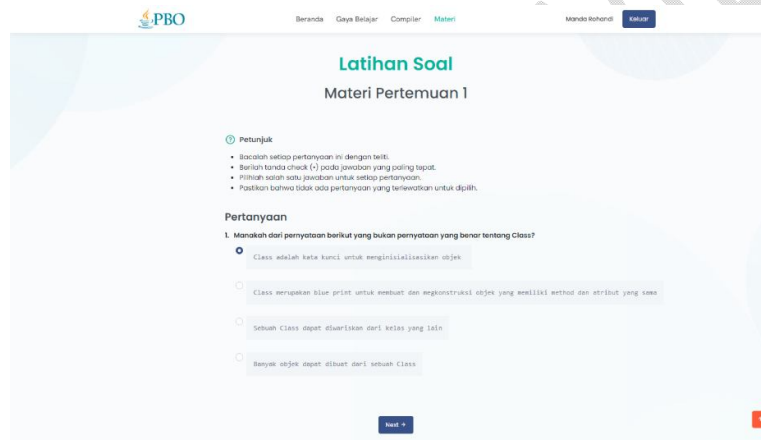 PBO
Beranda Gaya Belajar Compiler Materi
Manda Rohandi Keluar
Latihan Soal
Materi Pertemuan 1
Petunjuk
• Bacalah setiap pertanyaan ini dengan teliti.
• Berilah tanda check (•) pada jawaban yang paling tepat.
• Pilihlah salah satu jawaban untuk setiap pertanyaan.
• Pastikan bahwa tidak ada pertanyaan yang terlewatkan untuk dipilih.
Pertanyaan
1. Manakah dari pernyataan berikut yang bukan pernyataan yang benar tentang Class?
Class adalah kata kunci untuk menginisialisasikan objek
Class merupakan blue print untuk membuat dan megkonstruksi objek yang memiliki method dan atribut yang sama
Sebuah Class dapat diwariskan dari kelas yang lain
Banyak objek dapat dibuat dari sebuah Class
Next →